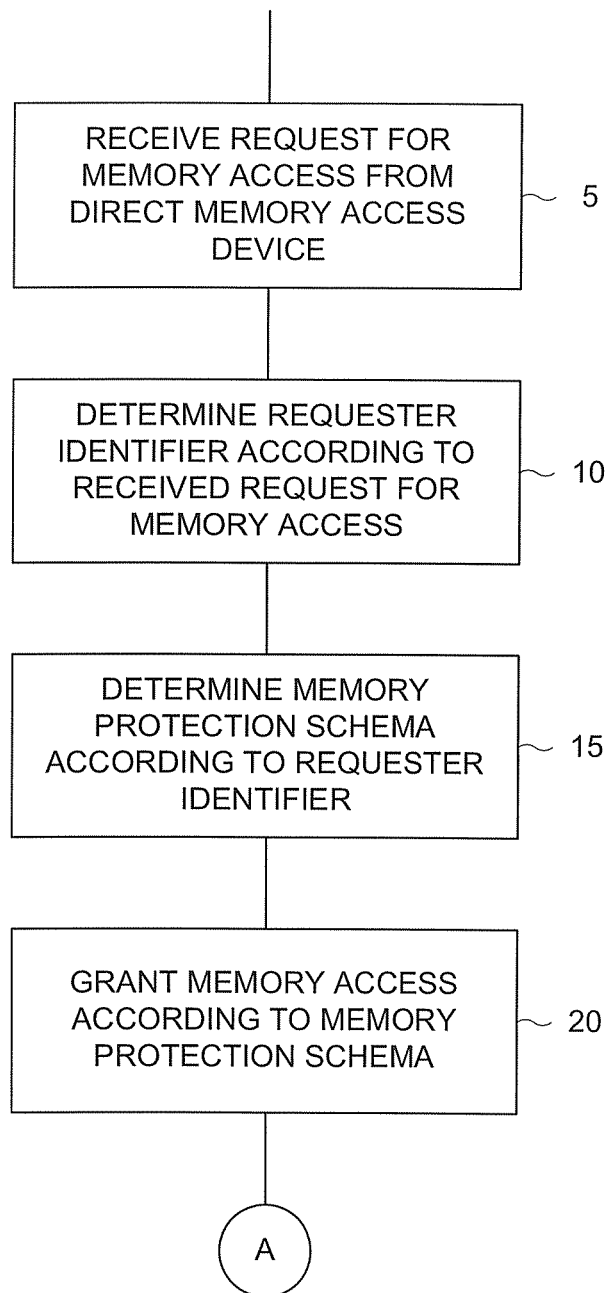 RECEIVE REQUEST FOR
MEMORY ACCESS FROM
DIRECT MEMORY ACCESS
DEVICE
5
DETERMINE REQUESTER
IDENTIFIER ACCORDING TO
RECEIVED REQUEST FOR
MEMORY ACCESS
10
DETERMINE MEMORY
PROTECTION SCHEMA
ACCORDING TO REQUESTER
IDENTIFIER
15
GRANT MEMORY ACCESS
ACCORDING TO MEMORY
PROTECTION SCHEMA
20
A